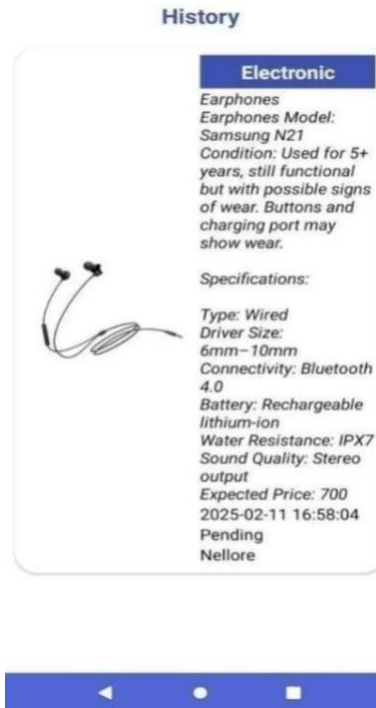 History
Electronic
Earphones
Earphones Model:
Samsung N21
Condition: Used for 5+
years, still functional
but with possible signs
of wear. Buttons and
charging port may
show wear.
Specifications:
Type: Wired
Driver Size:
6mm–10mm
Connectivity: Bluetooth
4.0
Battery: Rechargeable
lithium-ion
Water Resistance: IPX7
Sound Quality: Stereo
output
Expected Price: 700
2025-02-11 16:58:04
Pending
Nellore